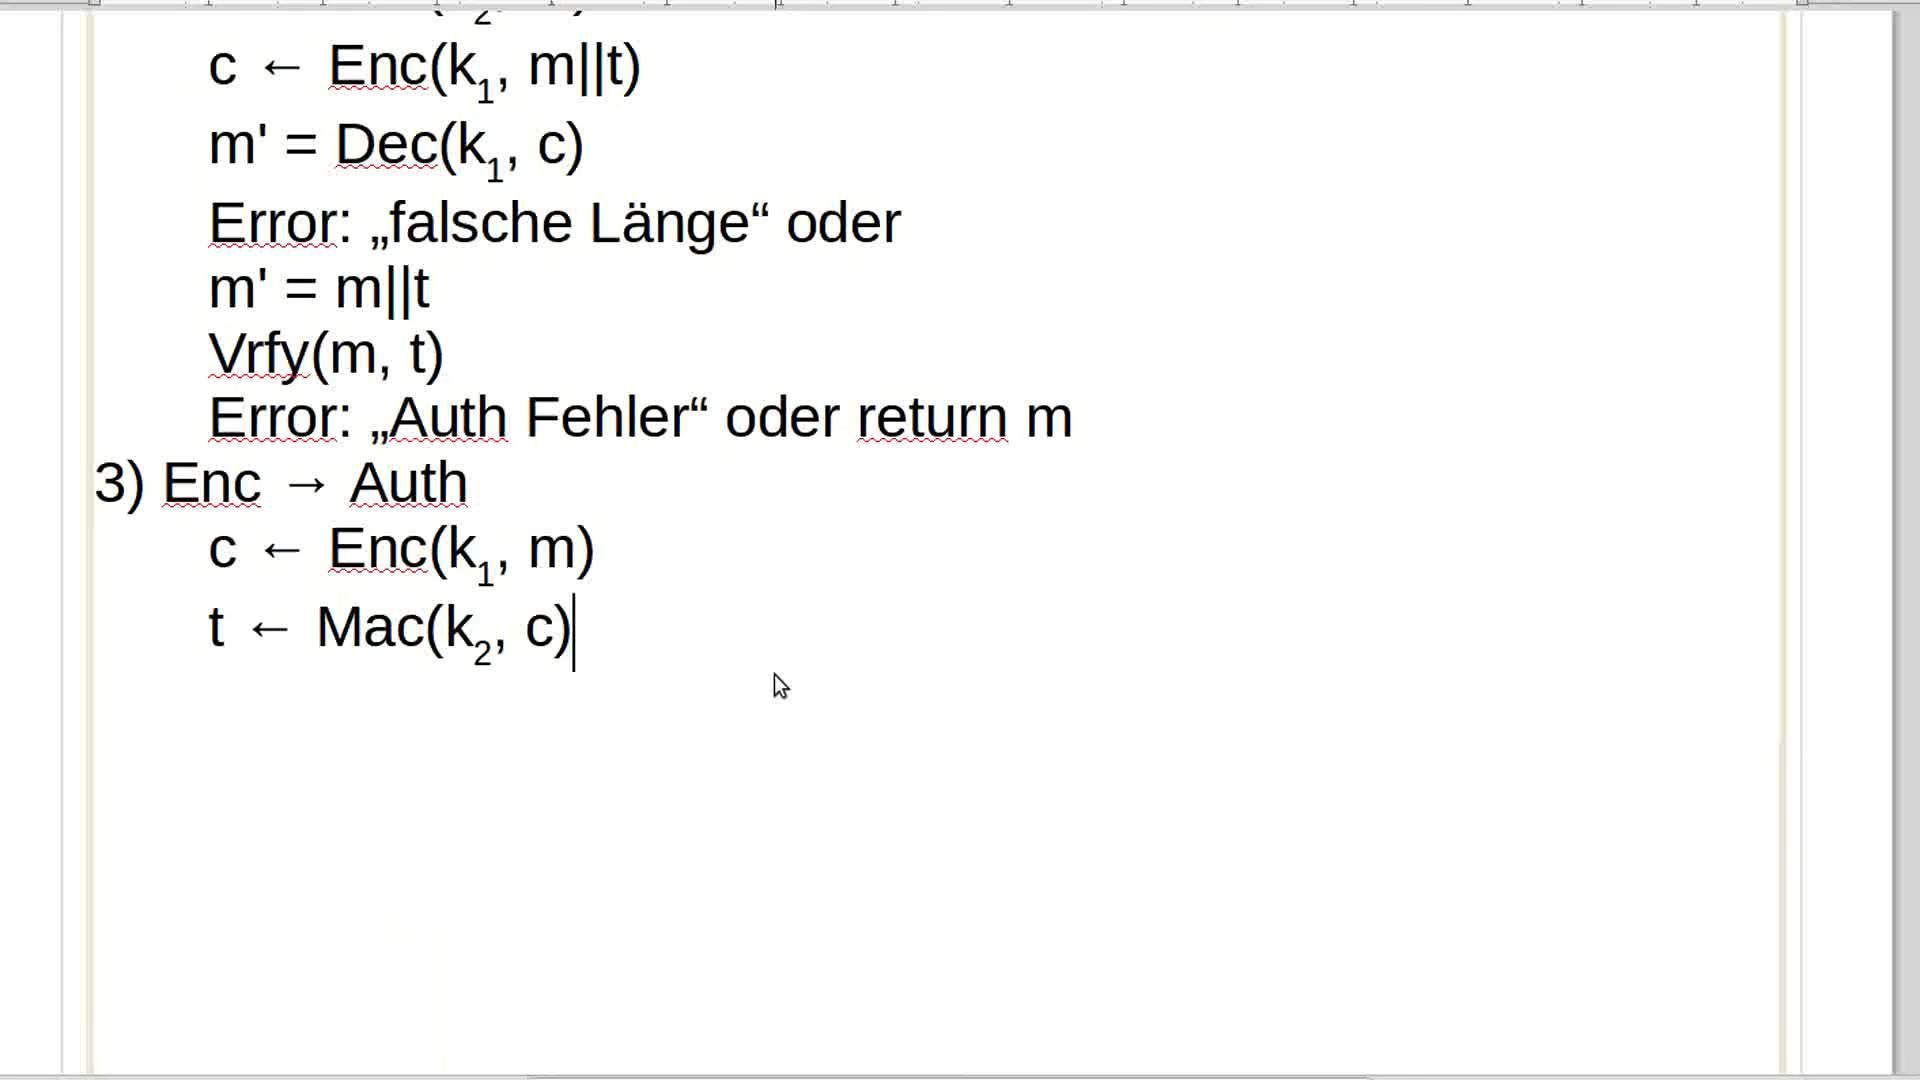 c ← Enc(k₁, m||t)
m' = Dec(k₁, c)
Error: „falsche Länge“ oder
m' = m||t
Vrfy(m, t)
Error: „Auth Fehler“ oder return m
3) Enc → Auth
c ← Enc(k₁, m)
t ← Mac(k₂, c)